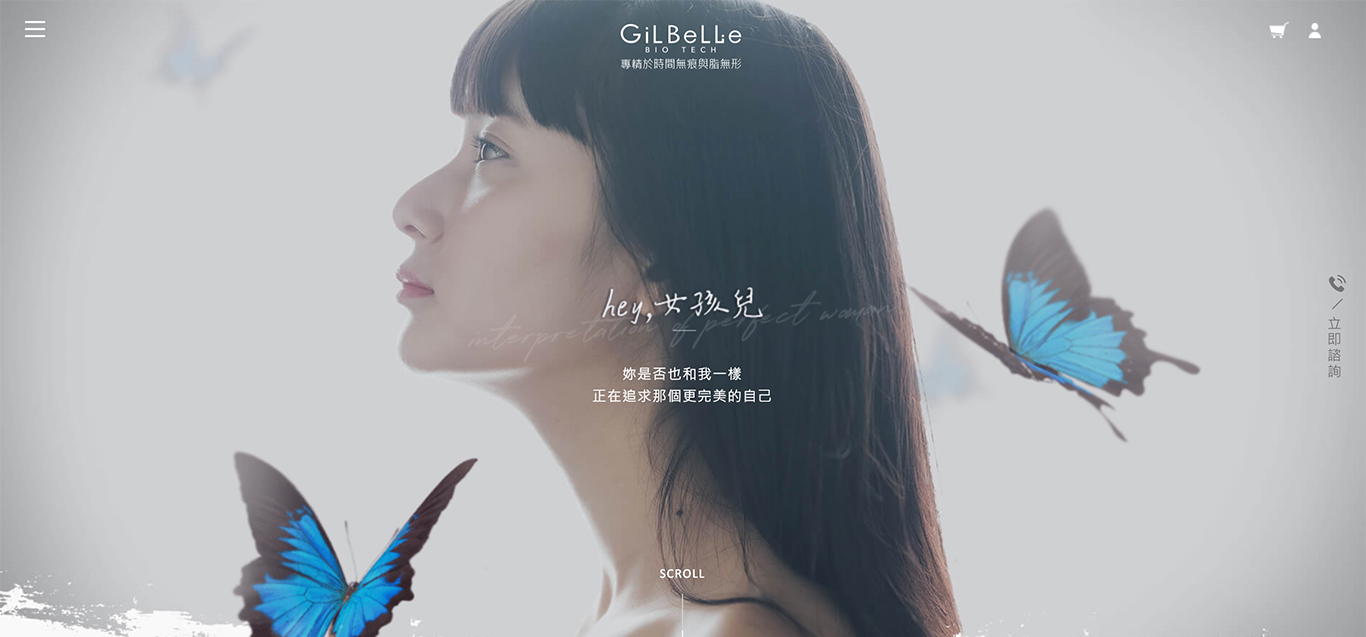 GiLBeLLe
BIO TECH
專精於時間無痕與脂無形
hey,女孩兒
interpretation of perfect woman
妳是否也和我一樣
正在追求那個更完美的自己
立即諮詢
SCROLL